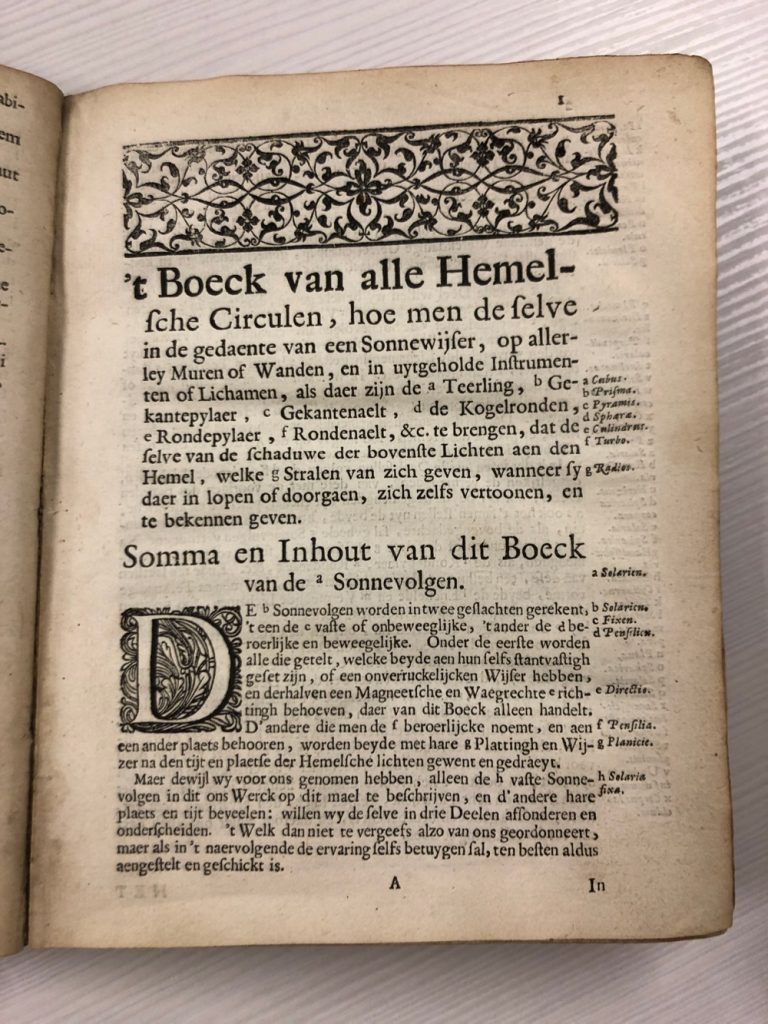 abi-
em
1
't Boeck van alle Hemel-
ſche Circulen, hoe men de ſelve
in de gedaente van een Sonnewijſer, op aller-
ley Muren of Wanden, en in uytgeholde Inſtrumen-
ten of Lichamen, als daer zijn de a Teerling, b Ge-
a Cubus.
b Priſma.
kantepylaer, c Gekantenaelt, d de Kogelronden,
c Pyramis.
d Sphæræ.
e Rondepylaer, f Rondenaelt, &c. te brengen, dat de
e Culindrus.
f Turbo.
ſelve van de ſchaduwe der bovenſte Lichten aen den
Hemel, welke g Stralen van zich geven, wanneer ſy
g Radios.
daer in lopen of doorgaen, zich zelfs vertoonen, en
te bekennen geven.
Somma en Inhout van dit Boeck
van de a Sonnevolgen.
a Solarien.
DE b Sonnevolgen worden in twee geſlachten gerekent,
b Solarien.
't een de c vaſte of onbeweeglijke, 't ander de d be-
c Fixen.
d Penſilien.
roerlijke en beweegelijke. Onder de eerſte worden
alle die getelt, welcke beyde aen hun ſelfs ſtantvaſtigh
geſet zijn, of een onverruckelijcken Wijſer hebben,
en derhalven een Magneetſche en Waegrechte e rich-
e Directio.
tingh behoeven, daer van dit Boeck alleen handelt.
D'andere die men de f beroerlijcke noemt, en aen
f Penſilia.
een ander plaets behooren, worden beyde met hare g Plattingh en Wij-
g Planicie.
zer na den tijt en plaetſe der Hemelſche lichten gewent en gedraeyt.
Maer dewijl wy voor ons genomen hebben, alleen de h vaſte Sonne-
h Solaria
fixa.
volgen in dit ons Werck op dit mael te beſchrijven, en d'andere hare
plaets en tijt beveelen: willen wy de ſelve in drie Deelen affonderen en
onderſcheiden. 't Welk dan niet te vergeefs alzo van ons geordonneert,
maer als in 't naervolgende de ervaring ſelfs betuygen ſal, ten beſten aldus
aengeſtelt en geſchickt is.
A
In